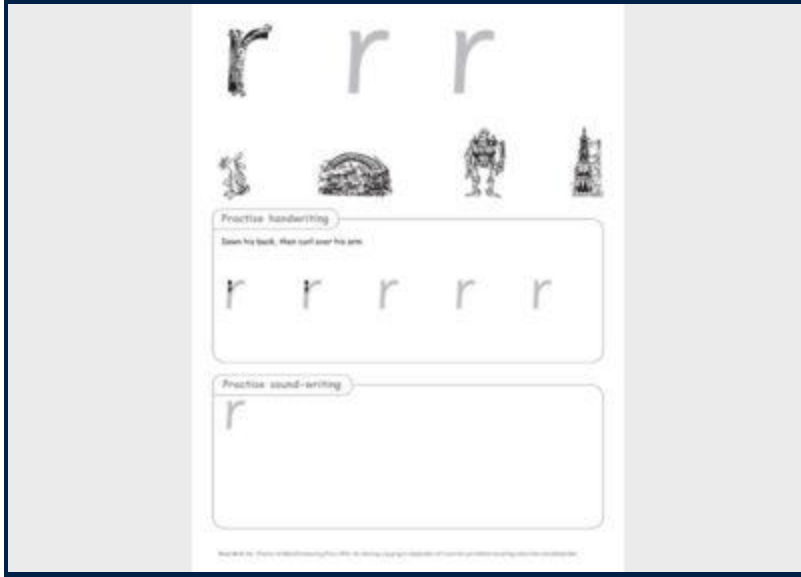 r r r
Practise handwriting
Down his back, then curl over his arm
r r r r r
Practise sound-writing
r